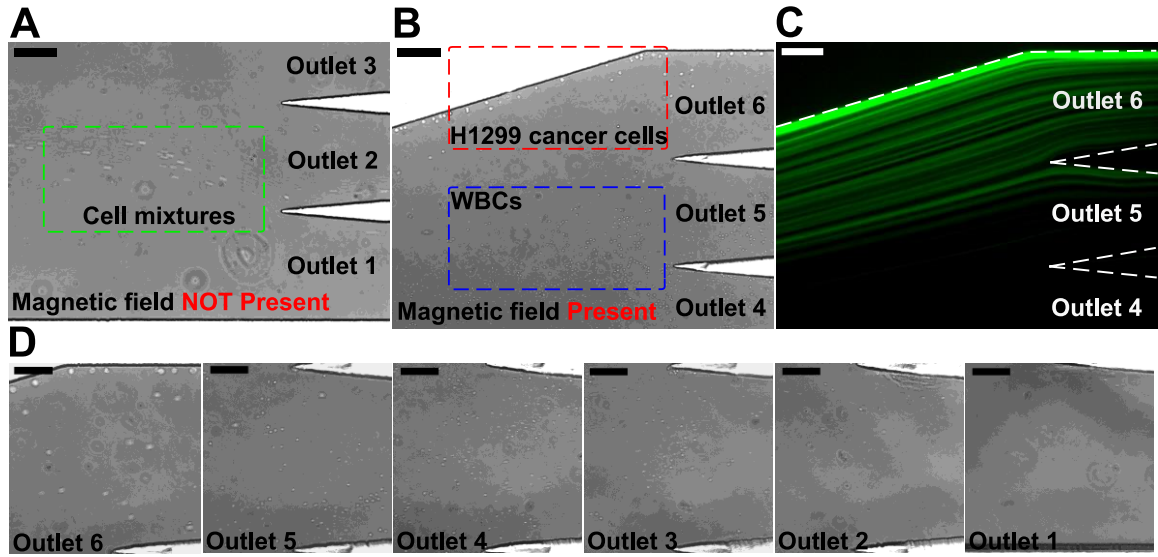 A
Outlet 3
Outlet 2
Cell mixtures
Outlet 1
Magnetic field NOT Present
B
Outlet 6
H1299 cancer cells
WBCs
Outlet 5
Magnetic field Present
Outlet 4
C
Outlet 6
Outlet 5
Outlet 4
D
Outlet 6
Outlet 5
Outlet 4
Outlet 3
Outlet 2
Outlet 1